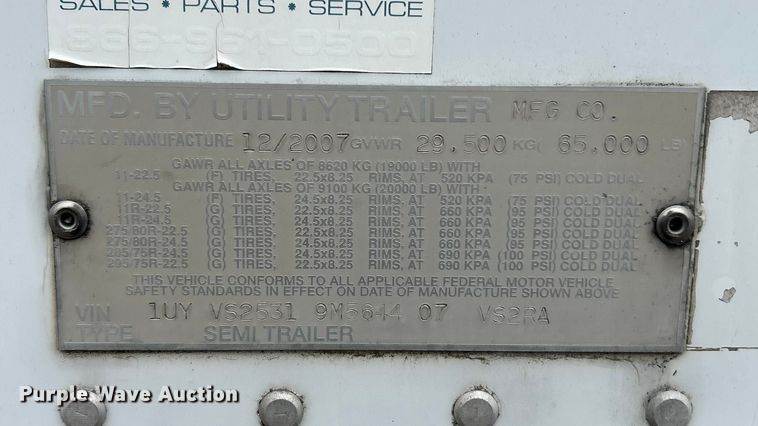 SALES • PARTS • SERVICE
866-961-0500
MFD. BY UTILITY TRAILER MFG CO.
DATE OF MANUFACTURE 12/2007 GVWR 29,500 KG( 65,000 LB)
GAWR ALL AXLES OF 8620 KG (19000 LB) WITH
11-22.5 (F) TIRES, 22.5x8.25 RIMS, AT 520 KPA (75 PSI) COLD DUAL
GAWR ALL AXLES OF 9100 KG (20000 LB) WITH
11-24.5 (F) TIRES, 24.5x8.25 RIMS, AT 520 KPA (75 PSI) COLD DUAL
11R-22.5 (G) TIRES, 22.5x8.25 RIMS, AT 660 KPA (95 PSI) COLD DUAL
11R-24.5 (G) TIRES, 24.5x8.25 RIMS, AT 660 KPA (95 PSI) COLD DUAL
275/80R-22.5 (G) TIRES, 22.5x8.25 RIMS, AT 660 KPA (95 PSI) COLD DUAL
275/80R-24.5 (G) TIRES, 24.5x8.25 RIMS, AT 660 KPA (95 PSI) COLD DUAL
285/75R-24.5 (G) TIRES, 24.5x8.25 RIMS, AT 690 KPA (100 PSI) COLD DUAL
295/75R-22.5 (G) TIRES, 22.5x8.25 RIMS, AT 690 KPA (100 PSI) COLD DUAL
THIS VEHICLE CONFORMS TO ALL APPLICABLE FEDERAL MOTOR VEHICLE
SAFETY STANDARDS IN EFFECT ON DATE OF MANUFACTURE SHOWN ABOVE
VIN 1UY VS2531 9M5644 07 VS2RA
TYPE SEMI TRAILER
Purple Wave Auction